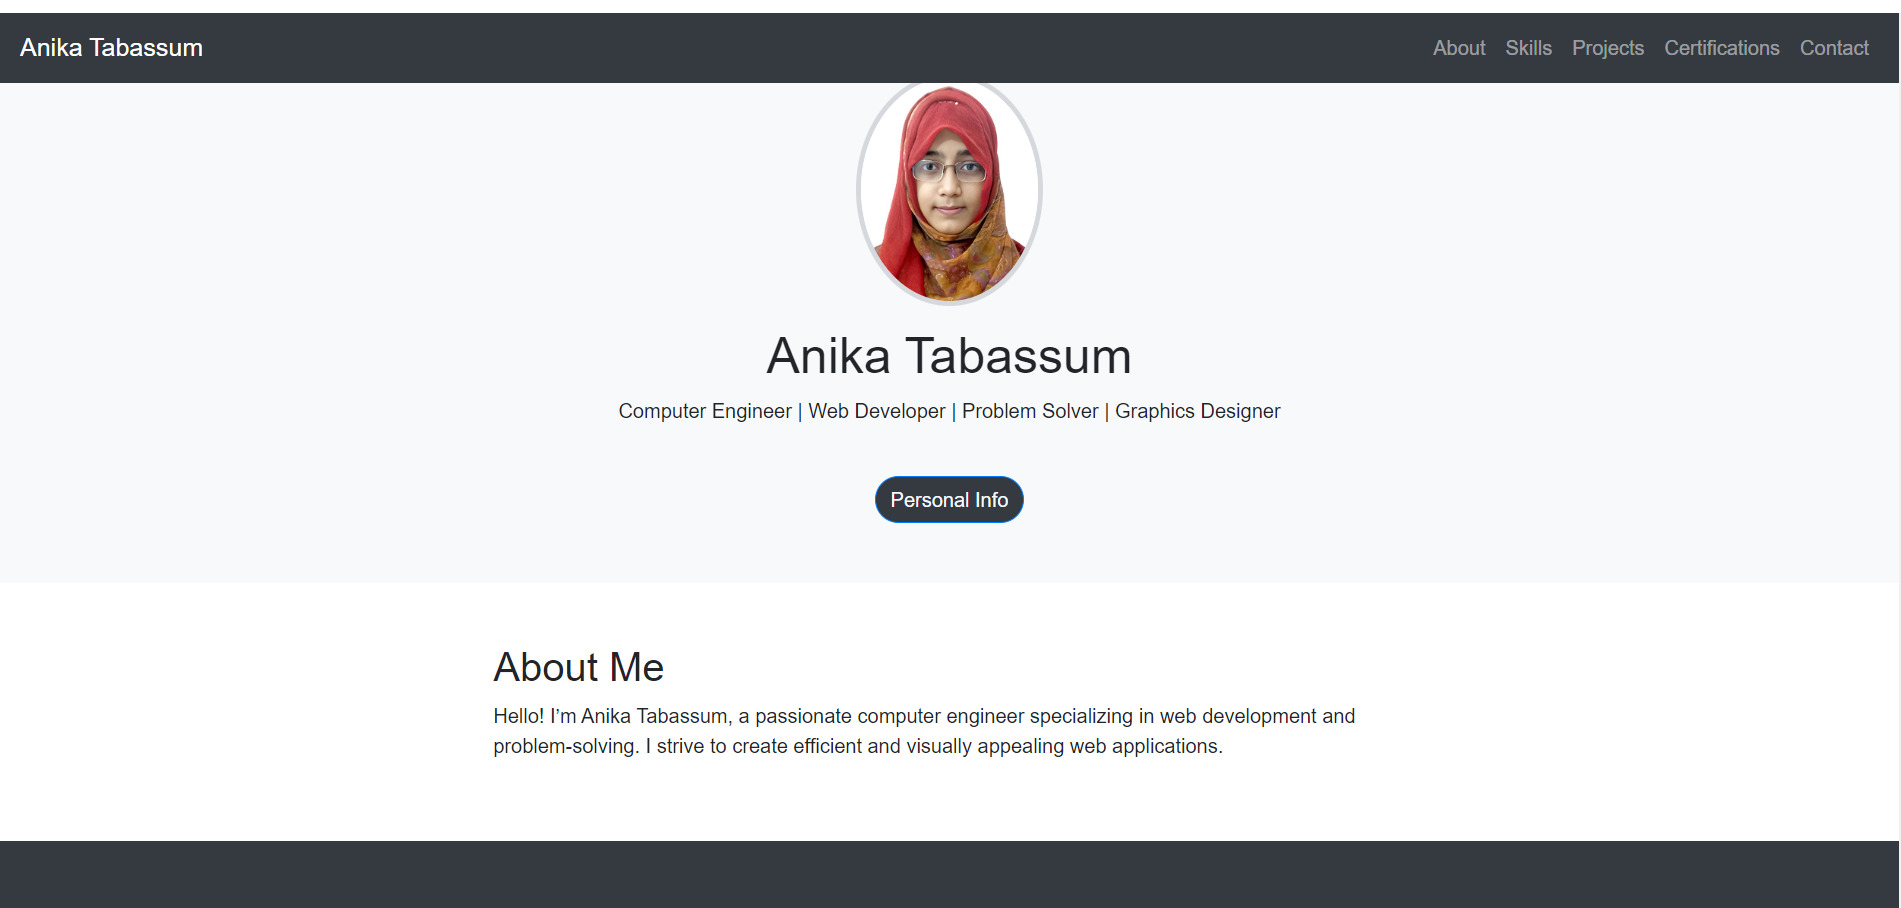 Anika Tabassum
About Skills Projects Certifications Contact
Anika Tabassum
Computer Engineer | Web Developer | Problem Solver | Graphics Designer
Personal Info
About Me
Hello! I’m Anika Tabassum, a passionate computer engineer specializing in web development and
problem-solving. I strive to create efficient and visually appealing web applications.